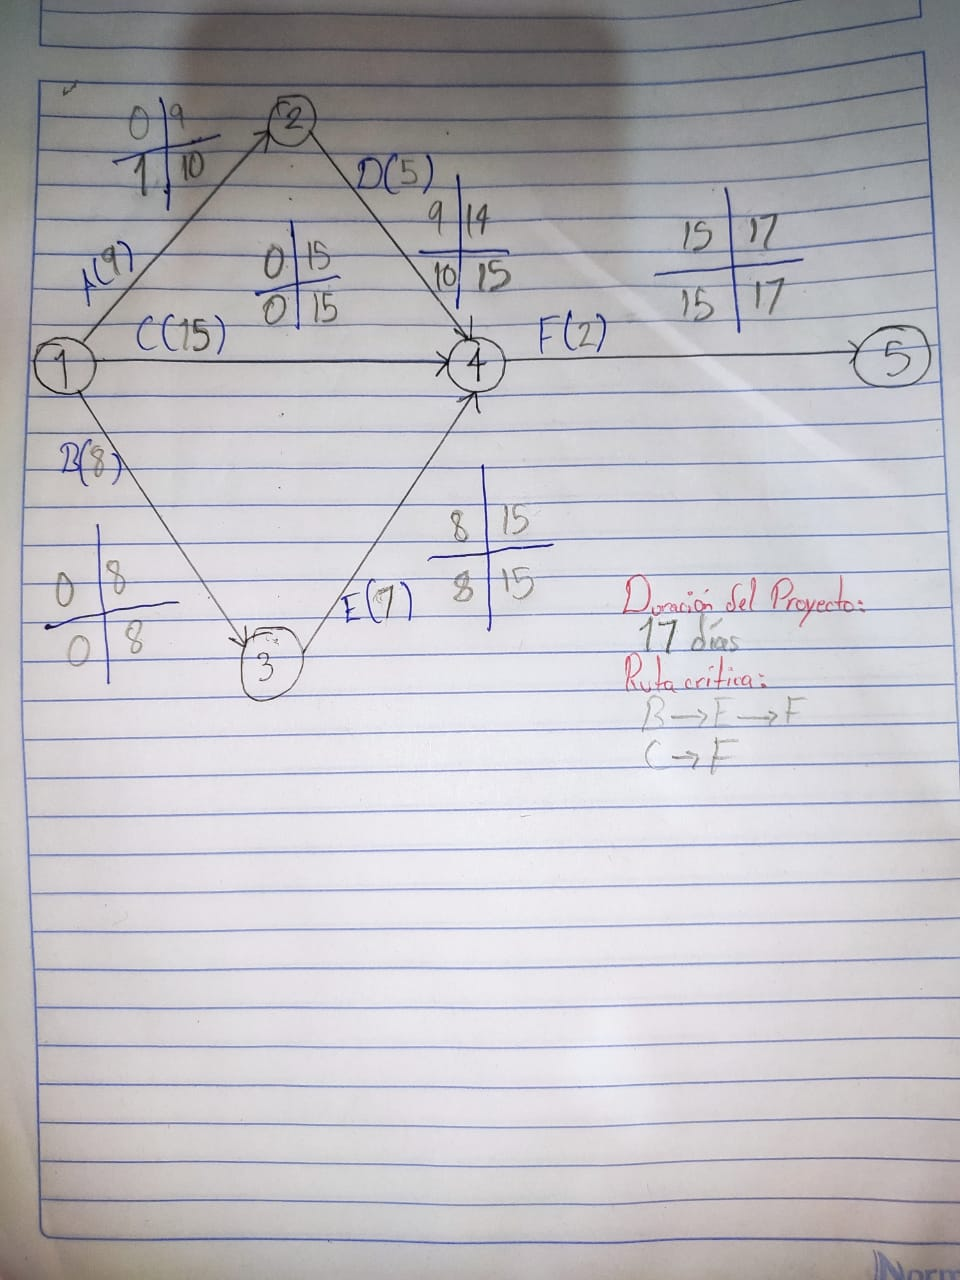 0 9
1 10
2
D(5)
9 14
10 15
A(9)
0 15
0 15
15 17
15 17
C(15)
F(2)
1
4
5
B(8)
8 15
8 15
0 8
0 8
E(7)
3
Duración del Proyecto:
17 días
Ruta crítica:
B→E→F
C→F
Norm